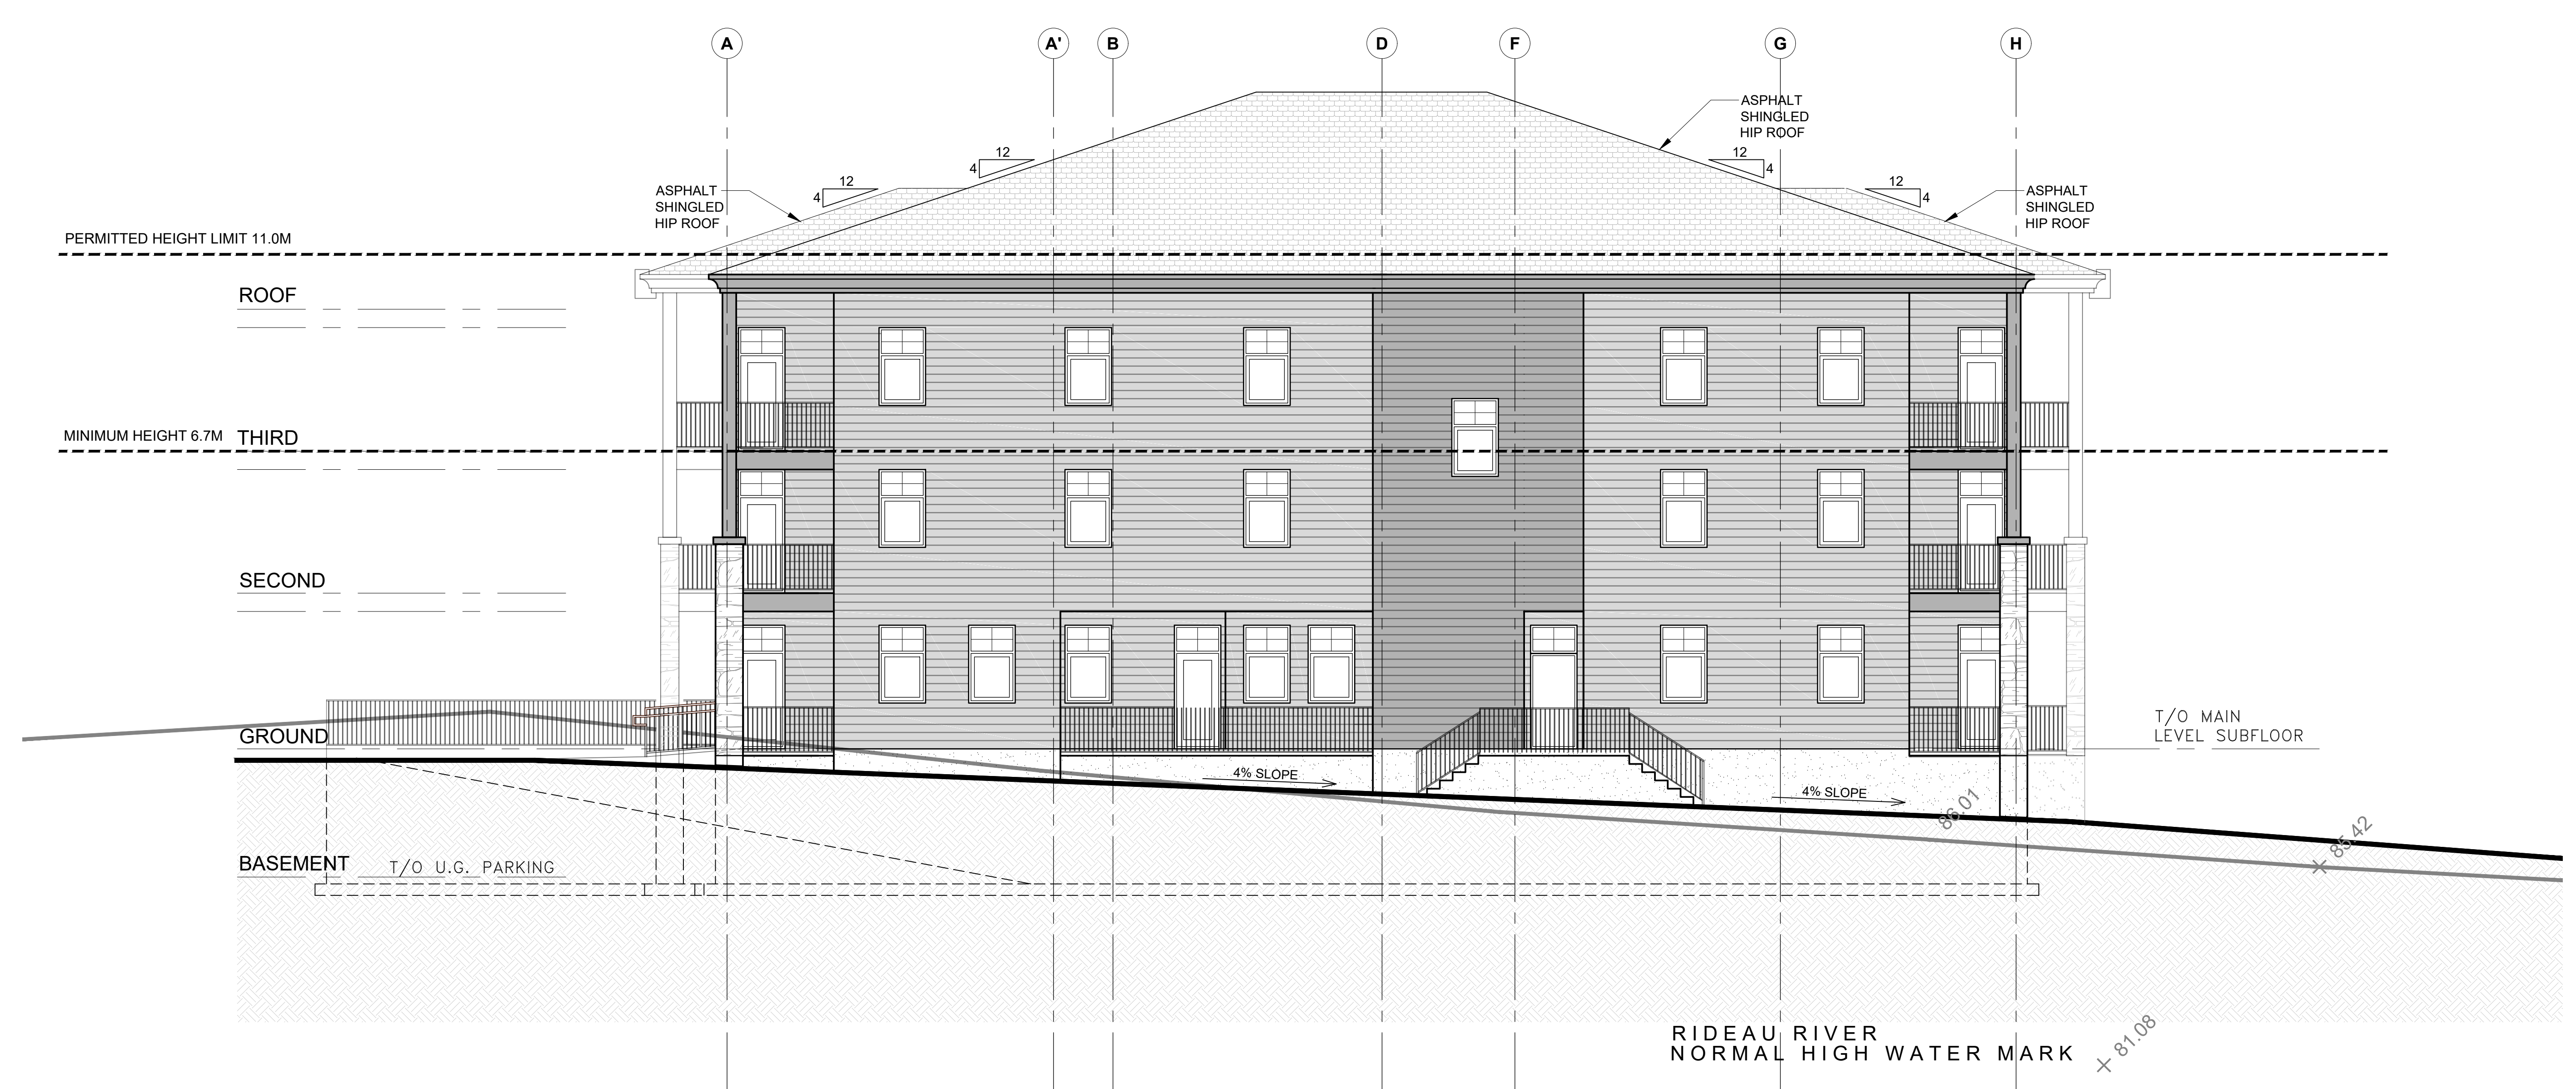 A A' B D F G H
ASPHALT
SHINGLED
HIP ROOF
12
4
12
4
ASPHALT
SHINGLED
HIP ROOF
12
4
12
4
ASPHALT
SHINGLED
HIP ROOF
PERMITTED HEIGHT LIMIT 11.0M
ROOF
MINIMUM HEIGHT 6.7M THIRD
SECOND
GROUND
T/O MAIN
LEVEL SUBFLOOR
4% SLOPE
4% SLOPE
86.01
85.42
BASEMENT T/O U.G. PARKING
RIDEAU RIVER
NORMAL HIGH WATER MARK
81.08